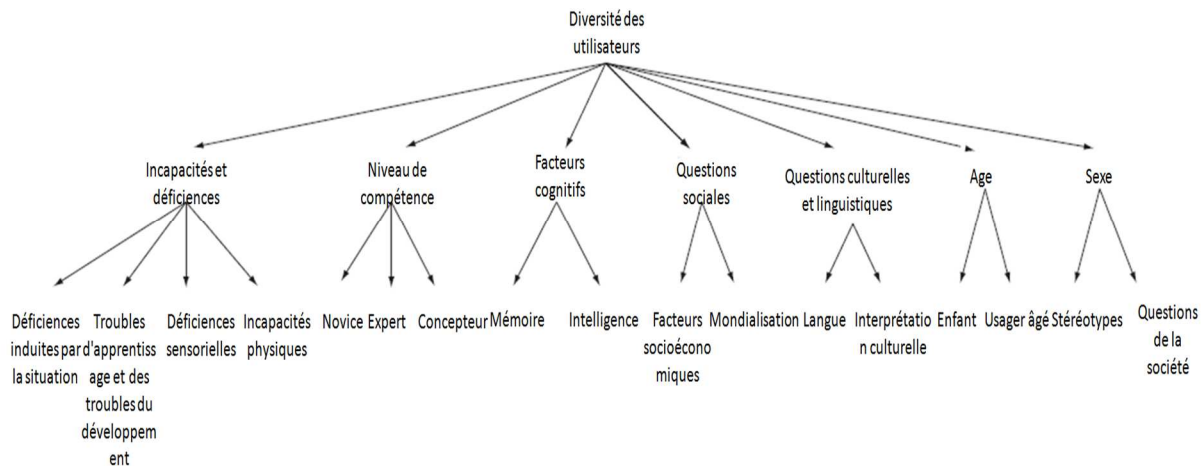 Diversité des
utilisateurs
Incapacités et
déficiences
Niveau de
compétence
Facteurs
cognitifs
Questions
sociales
Questions culturelles
et linguistiques
Age
Sexe
Déficiences
induites par
la situation
Troubles
d'apprentiss
age et des
troubles du
développem
ent
Déficiences
sensorielles
Incapacités
physiques
Novice
Expert
Concepteur
Mémoire
Intelligence
Facteurs
socioécono
miques
Mondialisation
Langue
Interprétatio
n culturelle
Enfant
Usager âgé
Stéréotypes
Questions
de la
société